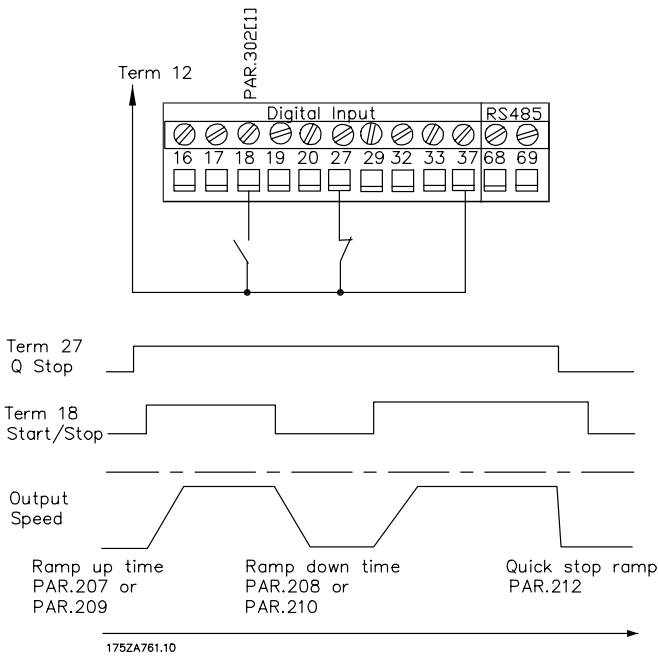 PAR.302[1]
Term 12
Digital Input RS485
16 17 18 19 20 27 29 32 33 37 68 69
Term 27
Q Stop
Term 18
Start/Stop
Output
Speed
Ramp up time
PAR.207 or
PAR.209
Ramp down time
PAR.208 or
PAR.210
Quick stop ramp
PAR.212
175ZA761.10